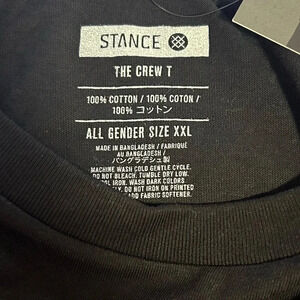 STANCE
THE CREW T
100% COTTON / 100% COTON /
100% コットン
ALL GENDER SIZE XXL
MADE IN BANGLADESH / FABRIQUÉ
AU BANGLADESH /
バングラデシュ製
MACHINE WASH COLD GENTLE CYCLE.
DO NOT BLEACH. TUMBLE DRY LOW.
IRON. WASH DARK COLORS
DO NOT IRON ON PRINTED
ADD FABRIC SOFTENER.